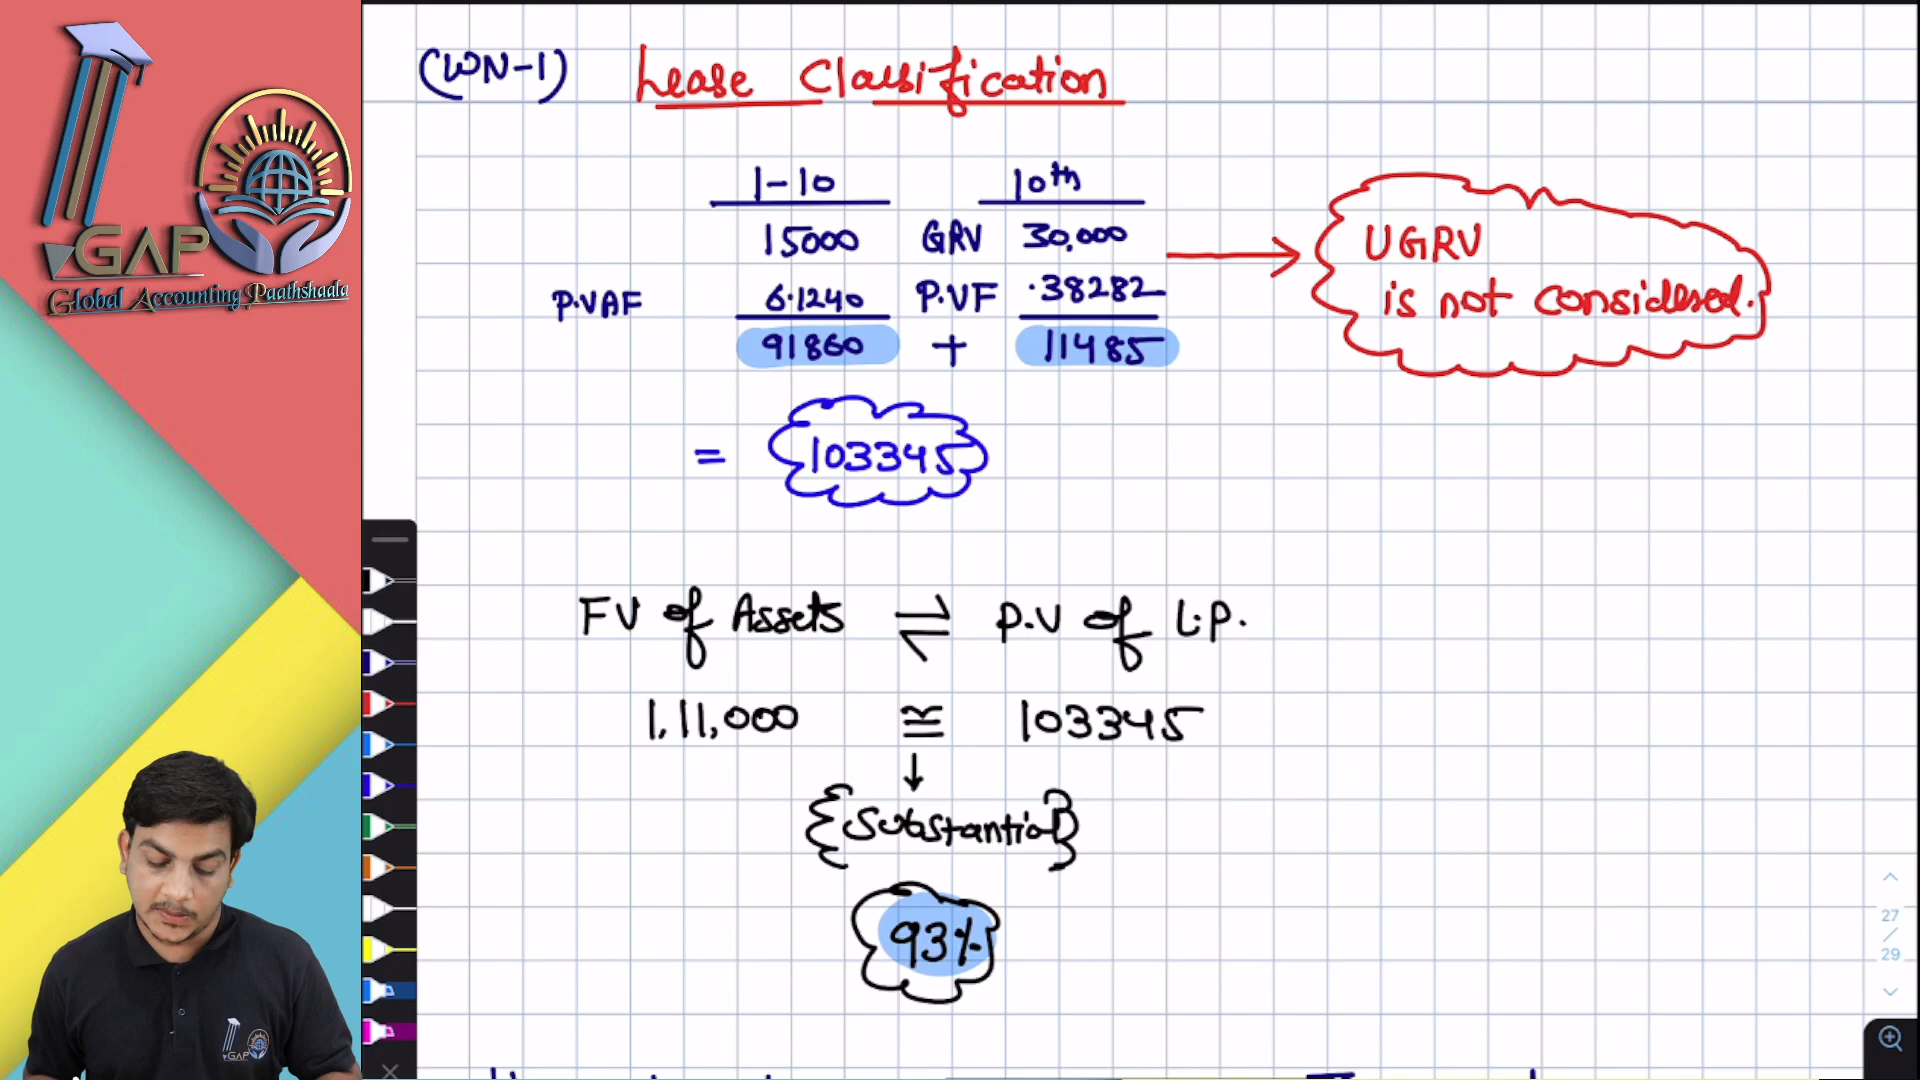 (WN-1) Lease Classification
1-10 10th
15000 GRV 30,000
P.VAF 6.1240 P.VF .38282
91860 + 11485
UGRV
is not considered.
= 103345
FV of Assets ⇌ P.V of L.P.
1,11,000 ≅ 103345
↓
{Substantial}
93%
GAP
Global Accounting Paathshaala
GAP
27
/
29